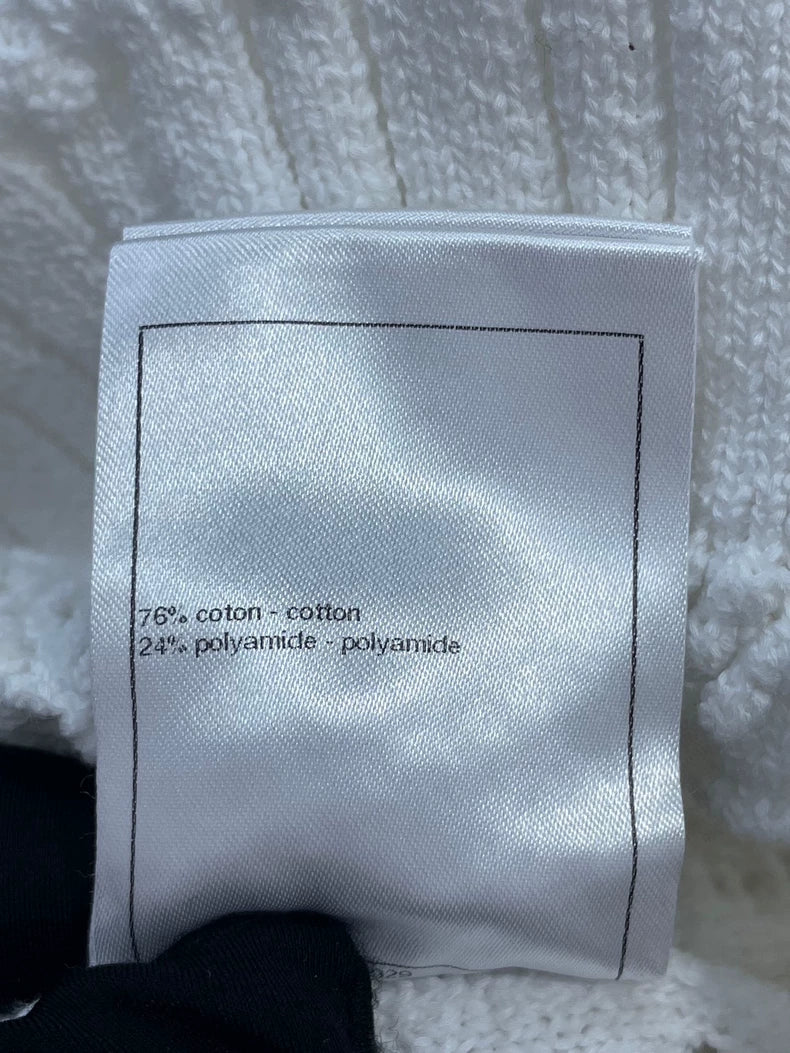 76% coton - cotton
24% polyamide - polyamide